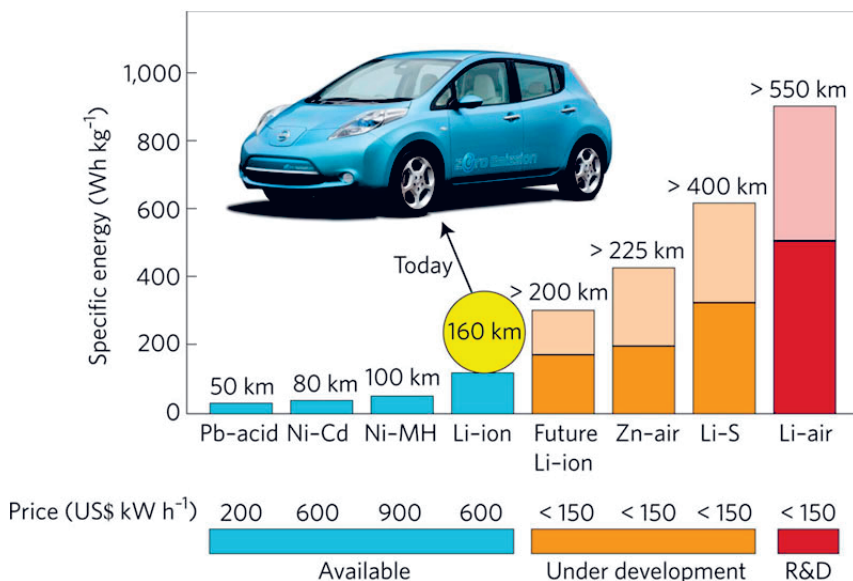 Specific energy (Wh kg⁻¹)
1,000
800
600
400
200
0
zero emission
Today
50 km
80 km
100 km
160 km
> 200 km
> 225 km
> 400 km
> 550 km
Pb–acid Ni–Cd Ni–MH Li–ion Future Zn–air Li–S Li–air
Li–ion
Price (US$ kW h⁻¹) 200 600 900 600 < 150 < 150 < 150 < 150
Available Under development R&D